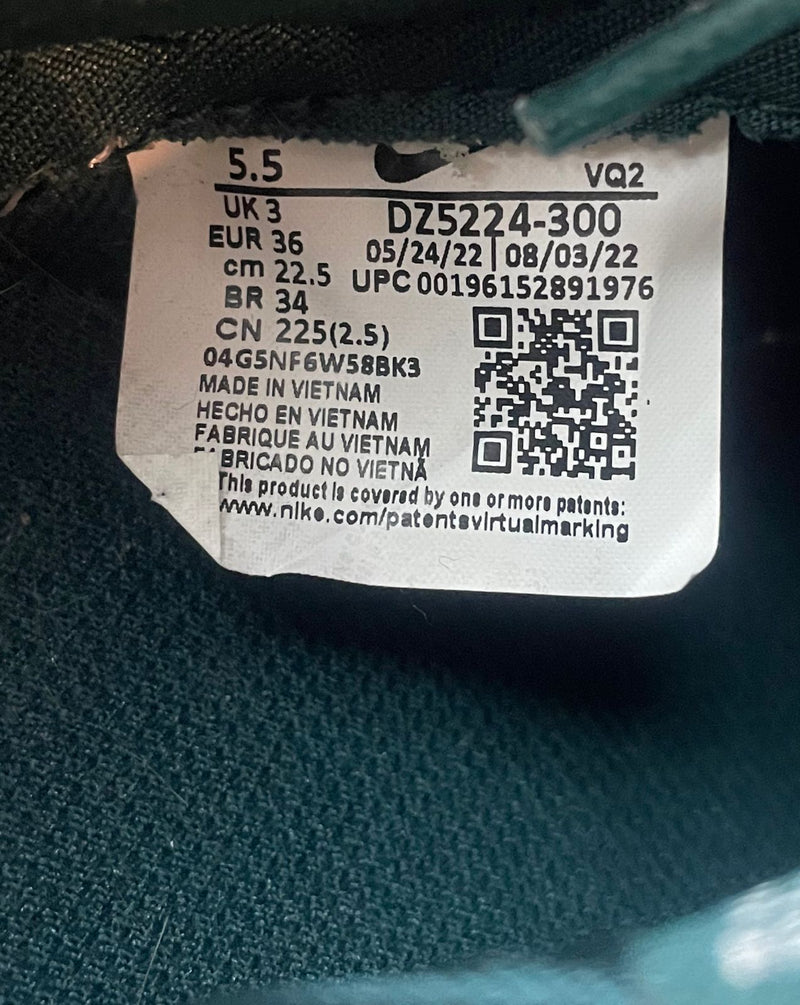 5.5 VQ2
UK 3 DZ5224-300
EUR 36 05/24/22 | 08/03/22
cm 22.5 UPC 00196152891976
BR 34
CN 225(2.5)
04G5NF6W58BK3
MADE IN VIETNAM
HECHO EN VIETNAM
FABRIQUE AU VIETNAM
FABRICADO NO VIETNÃ
This product is covered by one or more patents:
www.nike.com/patentsvirtualmarking